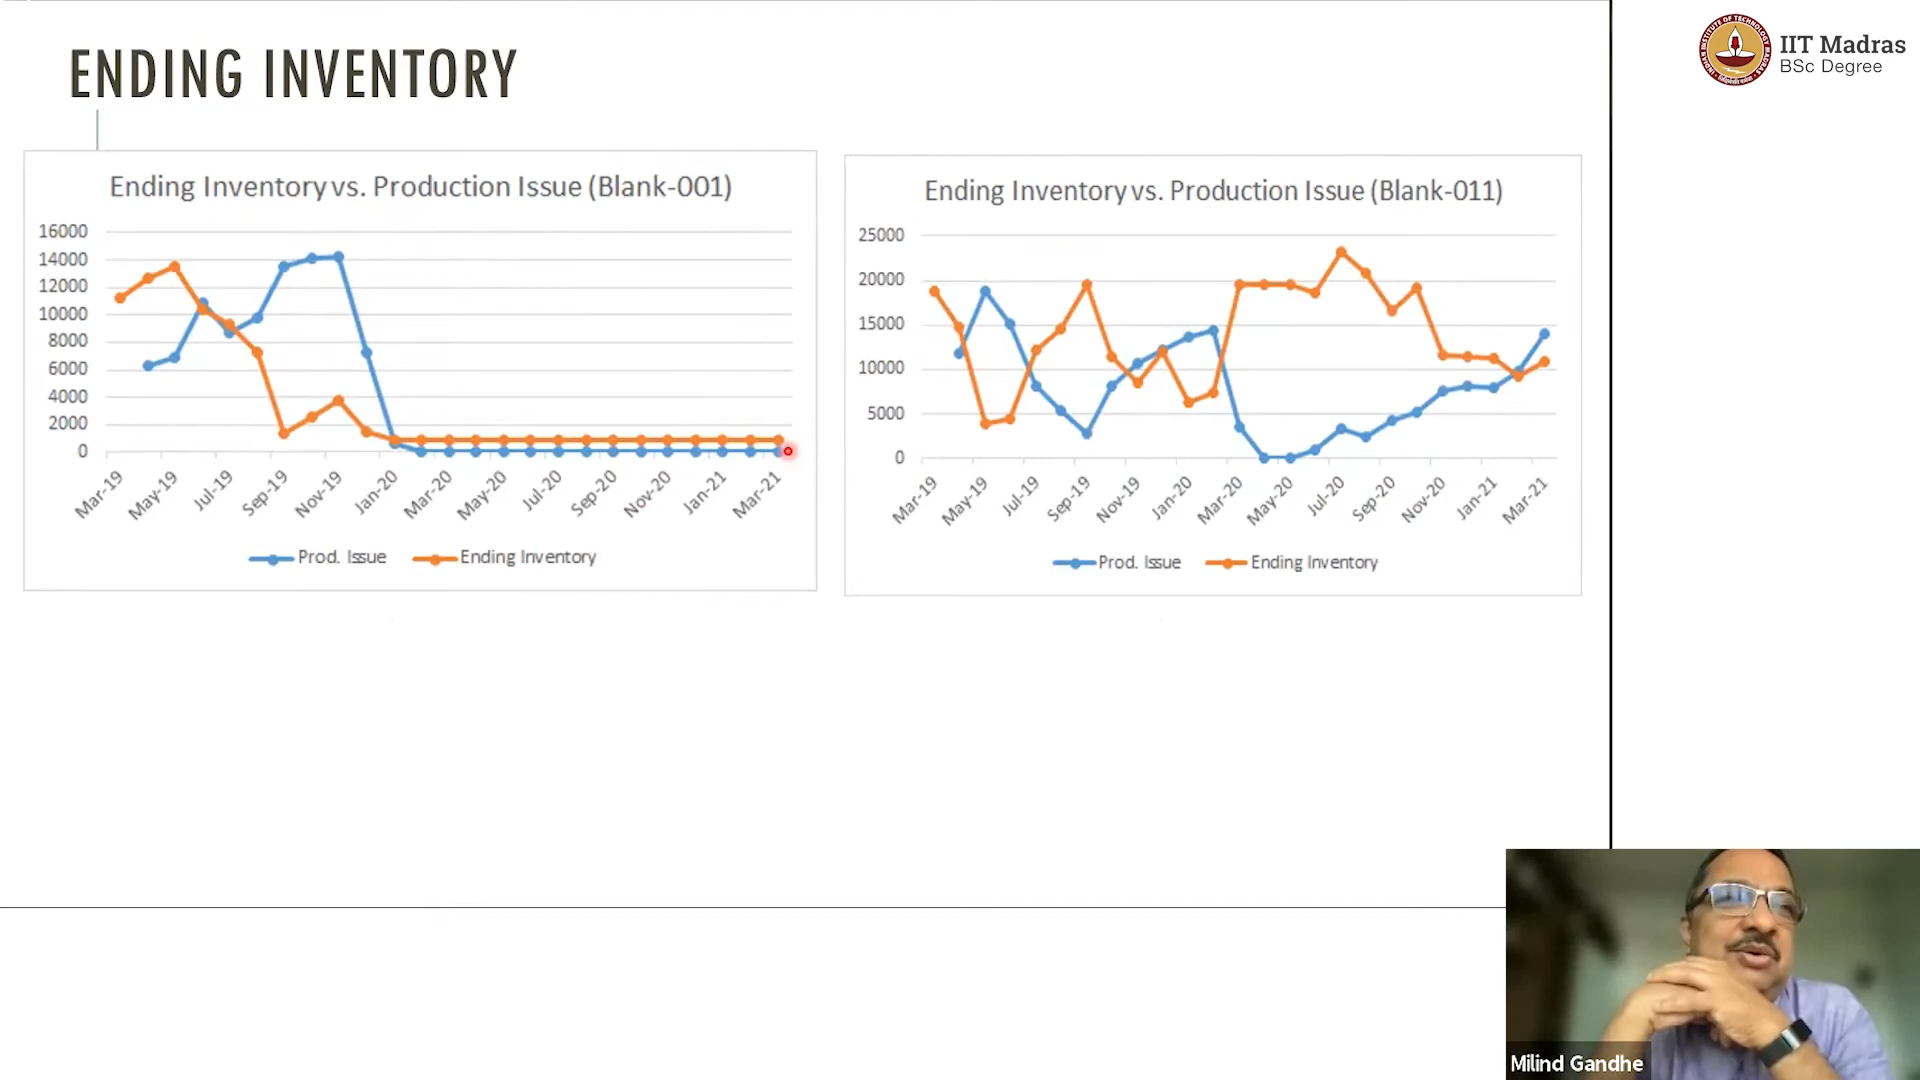 ENDING INVENTORY
IIT Madras
BSc Degree
Ending Inventory vs. Production Issue (Blank-001)
16000
14000
12000
10000
8000
6000
4000
2000
0
Mar-19 May-19 Jul-19 Sep-19 Nov-19 Jan-20 Mar-20 May-20 Jul-20 Sep-20 Nov-20 Jan-21 Mar-21
Prod. Issue Ending Inventory
Ending Inventory vs. Production Issue (Blank-011)
25000
20000
15000
10000
5000
0
Mar-19 May-19 Jul-19 Sep-19 Nov-19 Jan-20 Mar-20 May-20 Jul-20 Sep-20 Nov-20 Jan-21 Mar-21
Prod. Issue Ending Inventory
Milind Gandhe